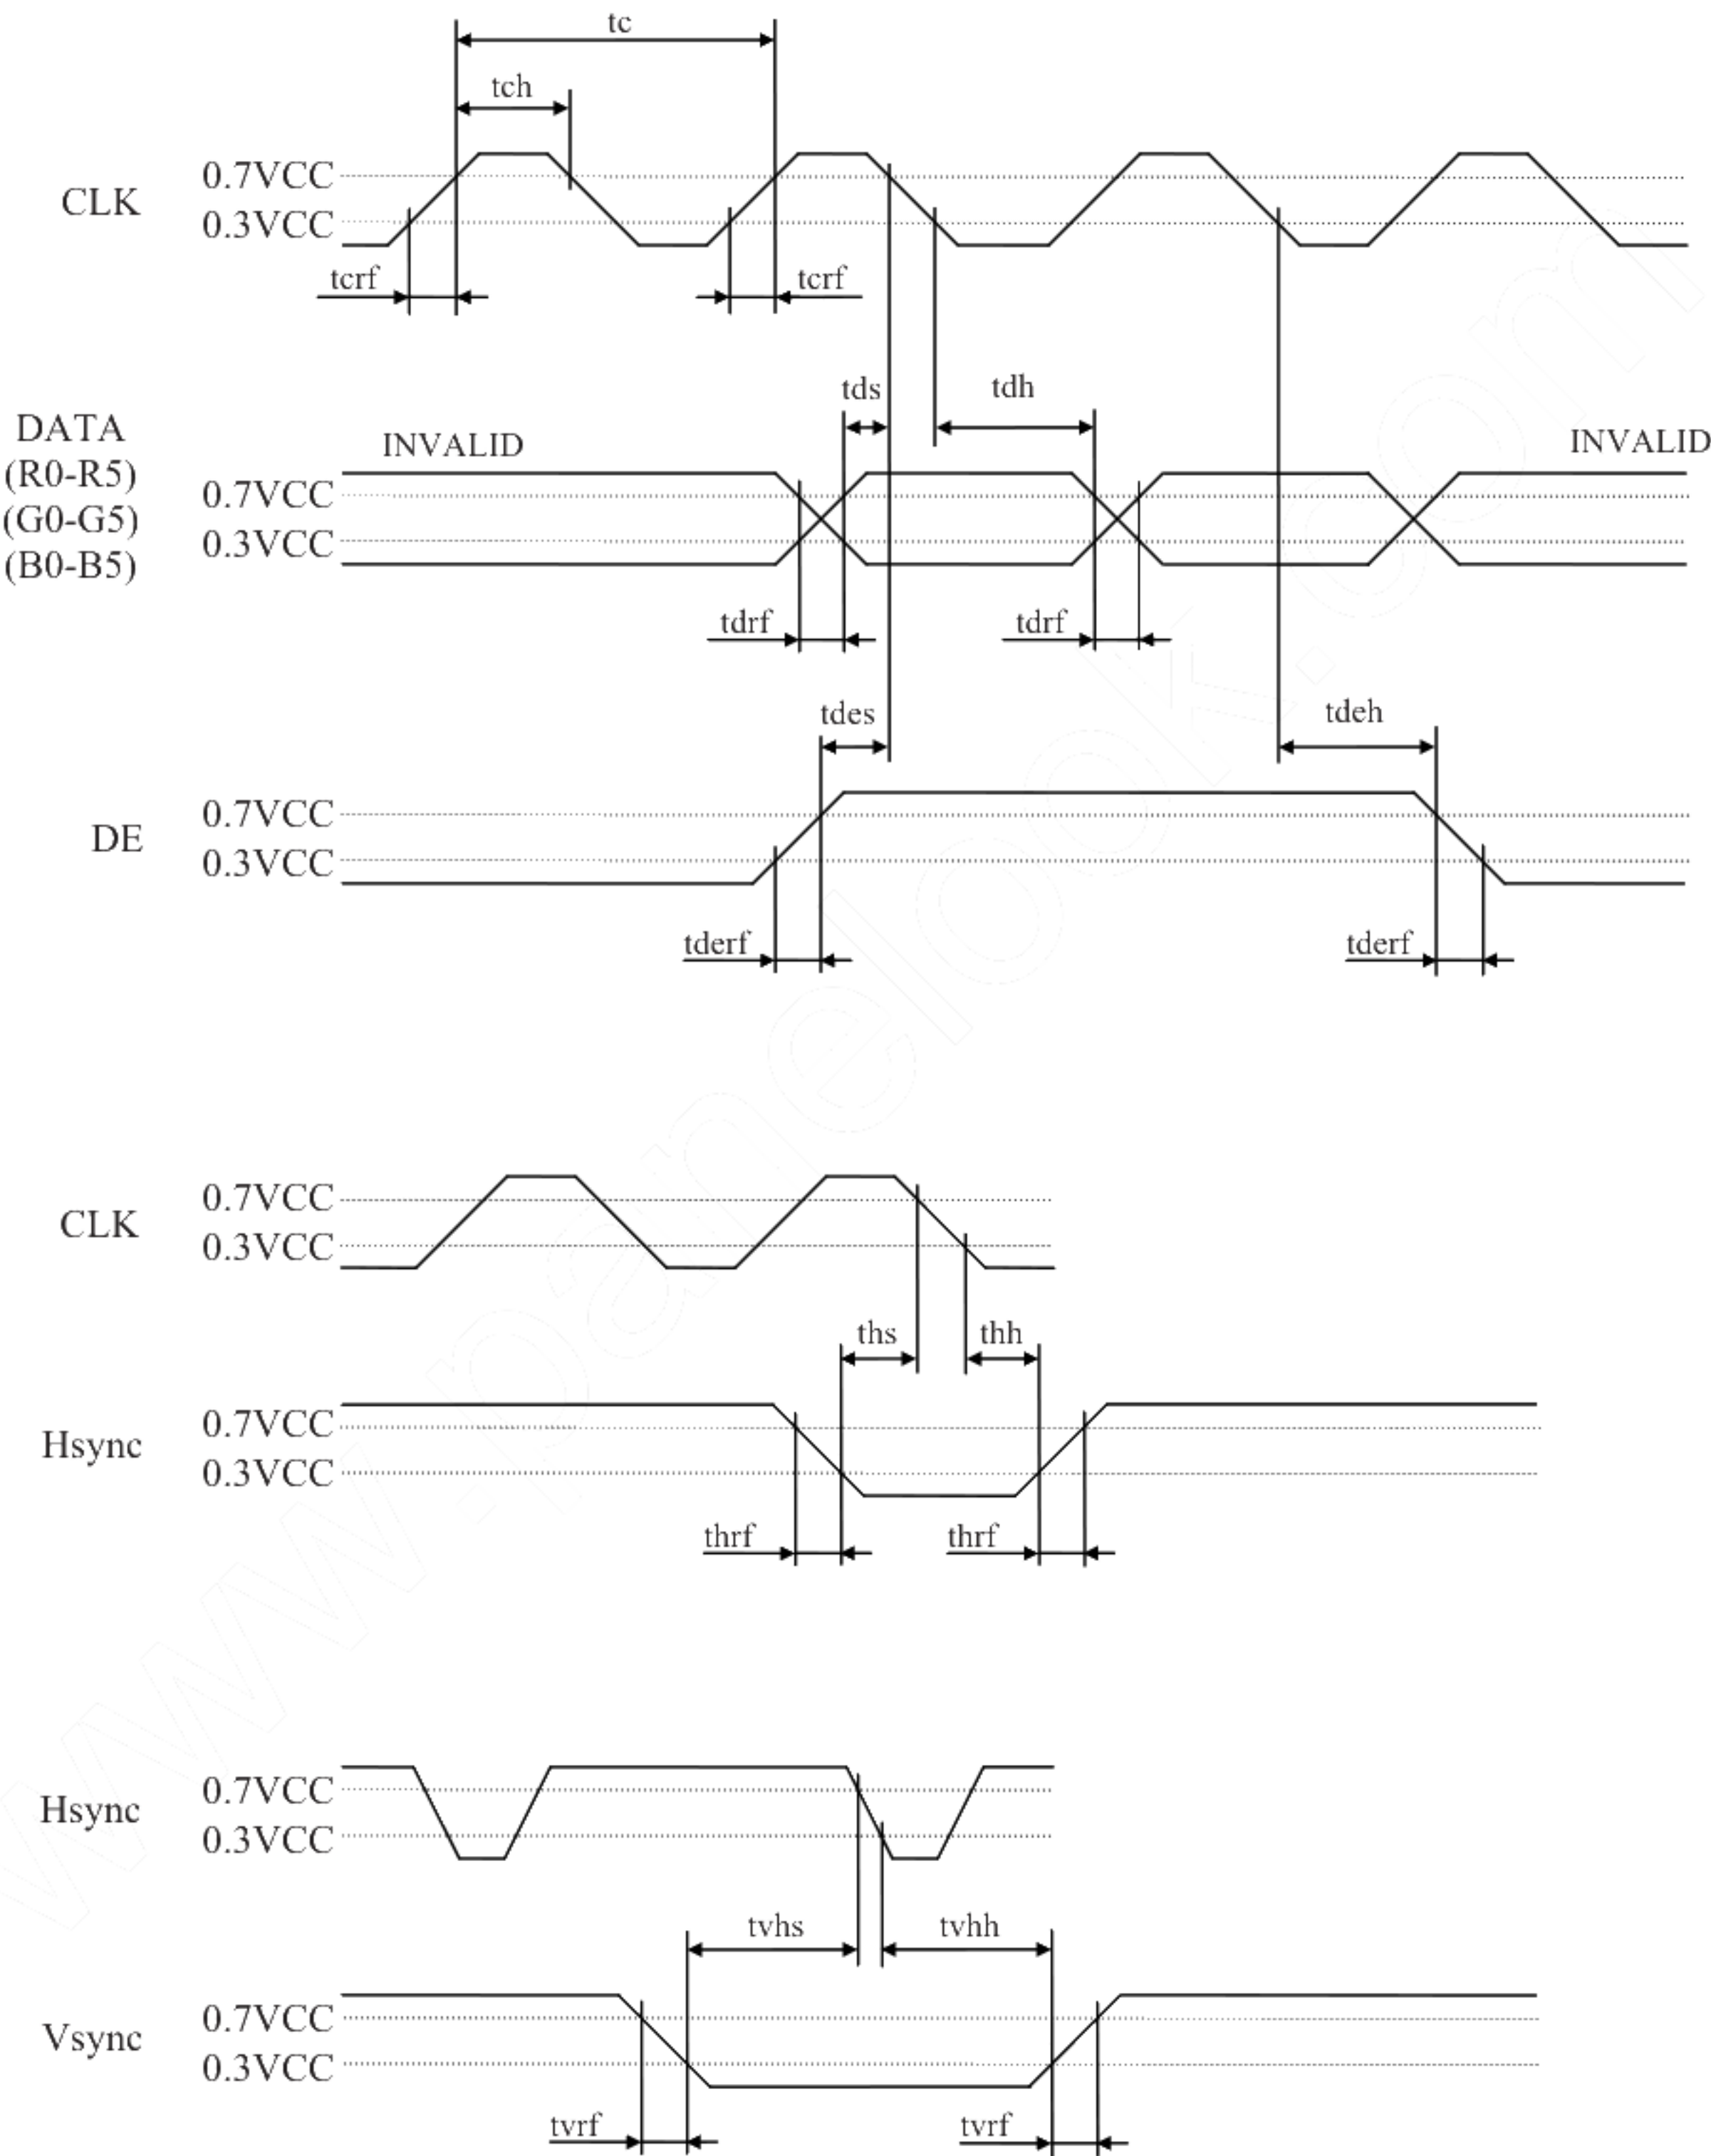 tc
tch
CLK
0.7VCC
0.3VCC
tcrf
tcrf
tds
tdh
DATA
(R0-R5)
(G0-G5)
(B0-B5)
INVALID
INVALID
0.7VCC
0.3VCC
tdrf
tdrf
tdes
tdeh
DE
0.7VCC
0.3VCC
tderf
tderf
CLK
0.7VCC
0.3VCC
ths
thh
Hsync
0.7VCC
0.3VCC
thrf
thrf
Hsync
0.7VCC
0.3VCC
tvhs
tvhh
Vsync
0.7VCC
0.3VCC
tvrf
tvrf
www.panelook.com